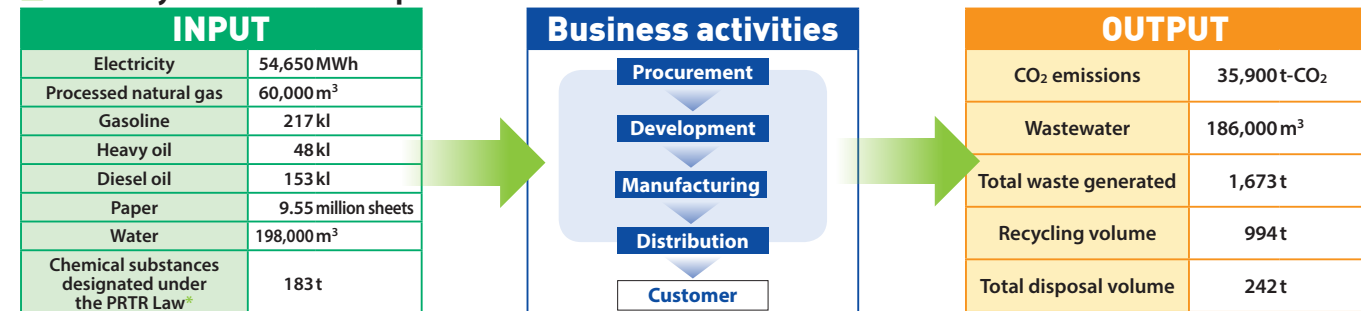 INPUT
Electricity 54,650 MWh
Processed natural gas 60,000 m³
Gasoline 217 kl
Heavy oil 48 kl
Diesel oil 153 kl
Paper 9.55 million sheets
Water 198,000 m³
Chemical substances
designated under
the PRTR Law*
183 t
Business activities
Procurement
Development
Manufacturing
Distribution
Customer
OUTPUT
CO₂ emissions 35,900 t-CO₂
Wastewater 186,000 m³
Total waste generated 1,673 t
Recycling volume 994 t
Total disposal volume 242 t